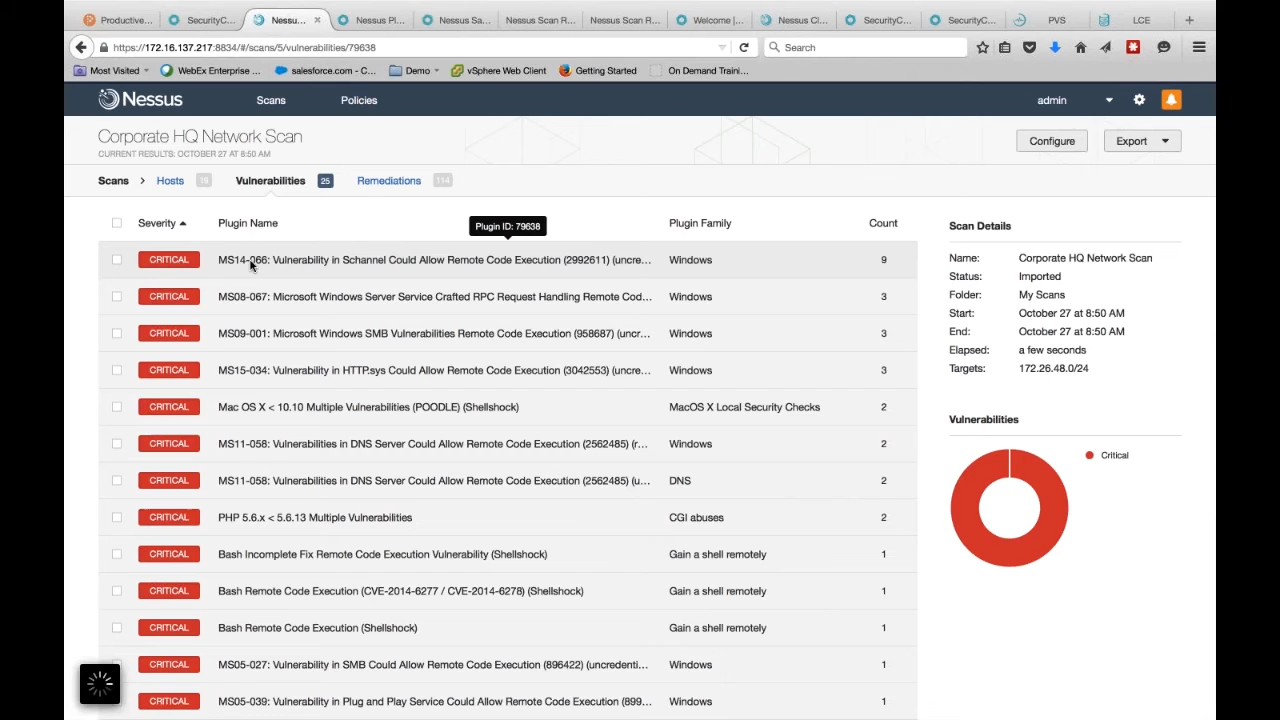 Productive...
SecurityC...
Nessu...
Nessus Pl...
Nessus Sa...
Nessus Scan R...
Nessus Scan R...
Welcome |...
Nessus Cl...
SecurityC...
SecurityC...
PVS
LCE
https://172.16.137.217:8834/#/scans/5/vulnerabilities/79638
Search
Most Visited
WebEx Enterprise ...
salesforce.com - C...
Demo
vSphere Web Client
Getting Started
On Demand Traini...
Nessus
Scans
Policies
admin
Corporate HQ Network Scan
CURRENT RESULTS: OCTOBER 27 AT 8:50 AM
Configure
Export
Scans > Hosts 19 Vulnerabilities 25 Remediations 114
Severity Plugin Name Plugin Family Count
Plugin ID: 79638
CRITICAL MS14-066: Vulnerability in Schannel Could Allow Remote Code Execution (2992611) (uncre... Windows 9
CRITICAL MS08-067: Microsoft Windows Server Service Crafted RPC Request Handling Remote Cod... Windows 3
CRITICAL MS09-001: Microsoft Windows SMB Vulnerabilities Remote Code Execution (958687) (uncr... Windows 3
CRITICAL MS15-034: Vulnerability in HTTP.sys Could Allow Remote Code Execution (3042553) (uncre... Windows 3
CRITICAL Mac OS X < 10.10 Multiple Vulnerabilities (POODLE) (Shellshock) MacOS X Local Security Checks 2
CRITICAL MS11-058: Vulnerabilities in DNS Server Could Allow Remote Code Execution (2562485) (r... Windows 2
CRITICAL MS11-058: Vulnerabilities in DNS Server Could Allow Remote Code Execution (2562485) (u... DNS 2
CRITICAL PHP 5.6.x < 5.6.13 Multiple Vulnerabilities CGI abuses 2
CRITICAL Bash Incomplete Fix Remote Code Execution Vulnerability (Shellshock) Gain a shell remotely 1
CRITICAL Bash Remote Code Execution (CVE-2014-6277 / CVE-2014-6278) (Shellshock) Gain a shell remotely 1
CRITICAL Bash Remote Code Execution (Shellshock) Gain a shell remotely 1
CRITICAL MS05-027: Vulnerability in SMB Could Allow Remote Code Execution (896422) (uncredenti... Windows 1
CRITICAL MS05-039: Vulnerability in Plug and Play Service Could Allow Remote Code Execution (899... Windows 1
Scan Details
Name: Corporate HQ Network Scan
Status: Imported
Folder: My Scans
Start: October 27 at 8:50 AM
End: October 27 at 8:50 AM
Elapsed: a few seconds
Targets: 172.26.48.0/24
Vulnerabilities
Critical